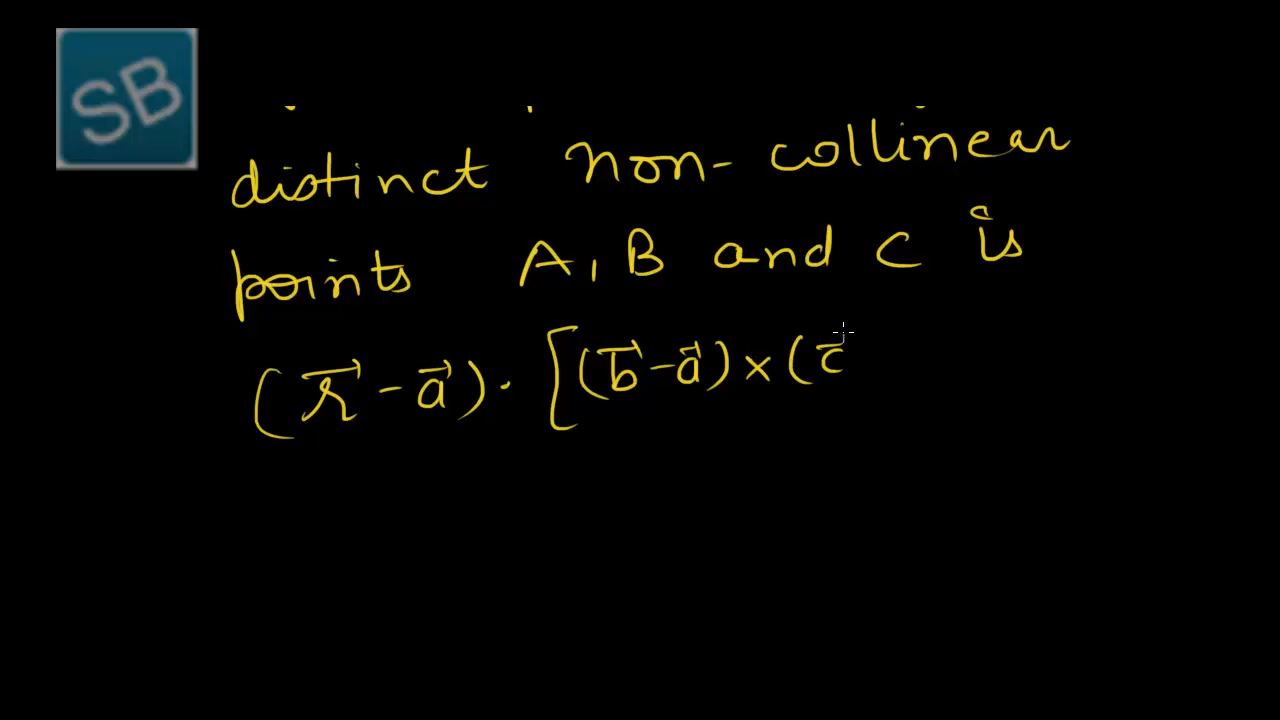 SB
distinct non-collinear
points A, B and C is
(r⃗ - a⃗) · [(b⃗ - a⃗) × (c⃗